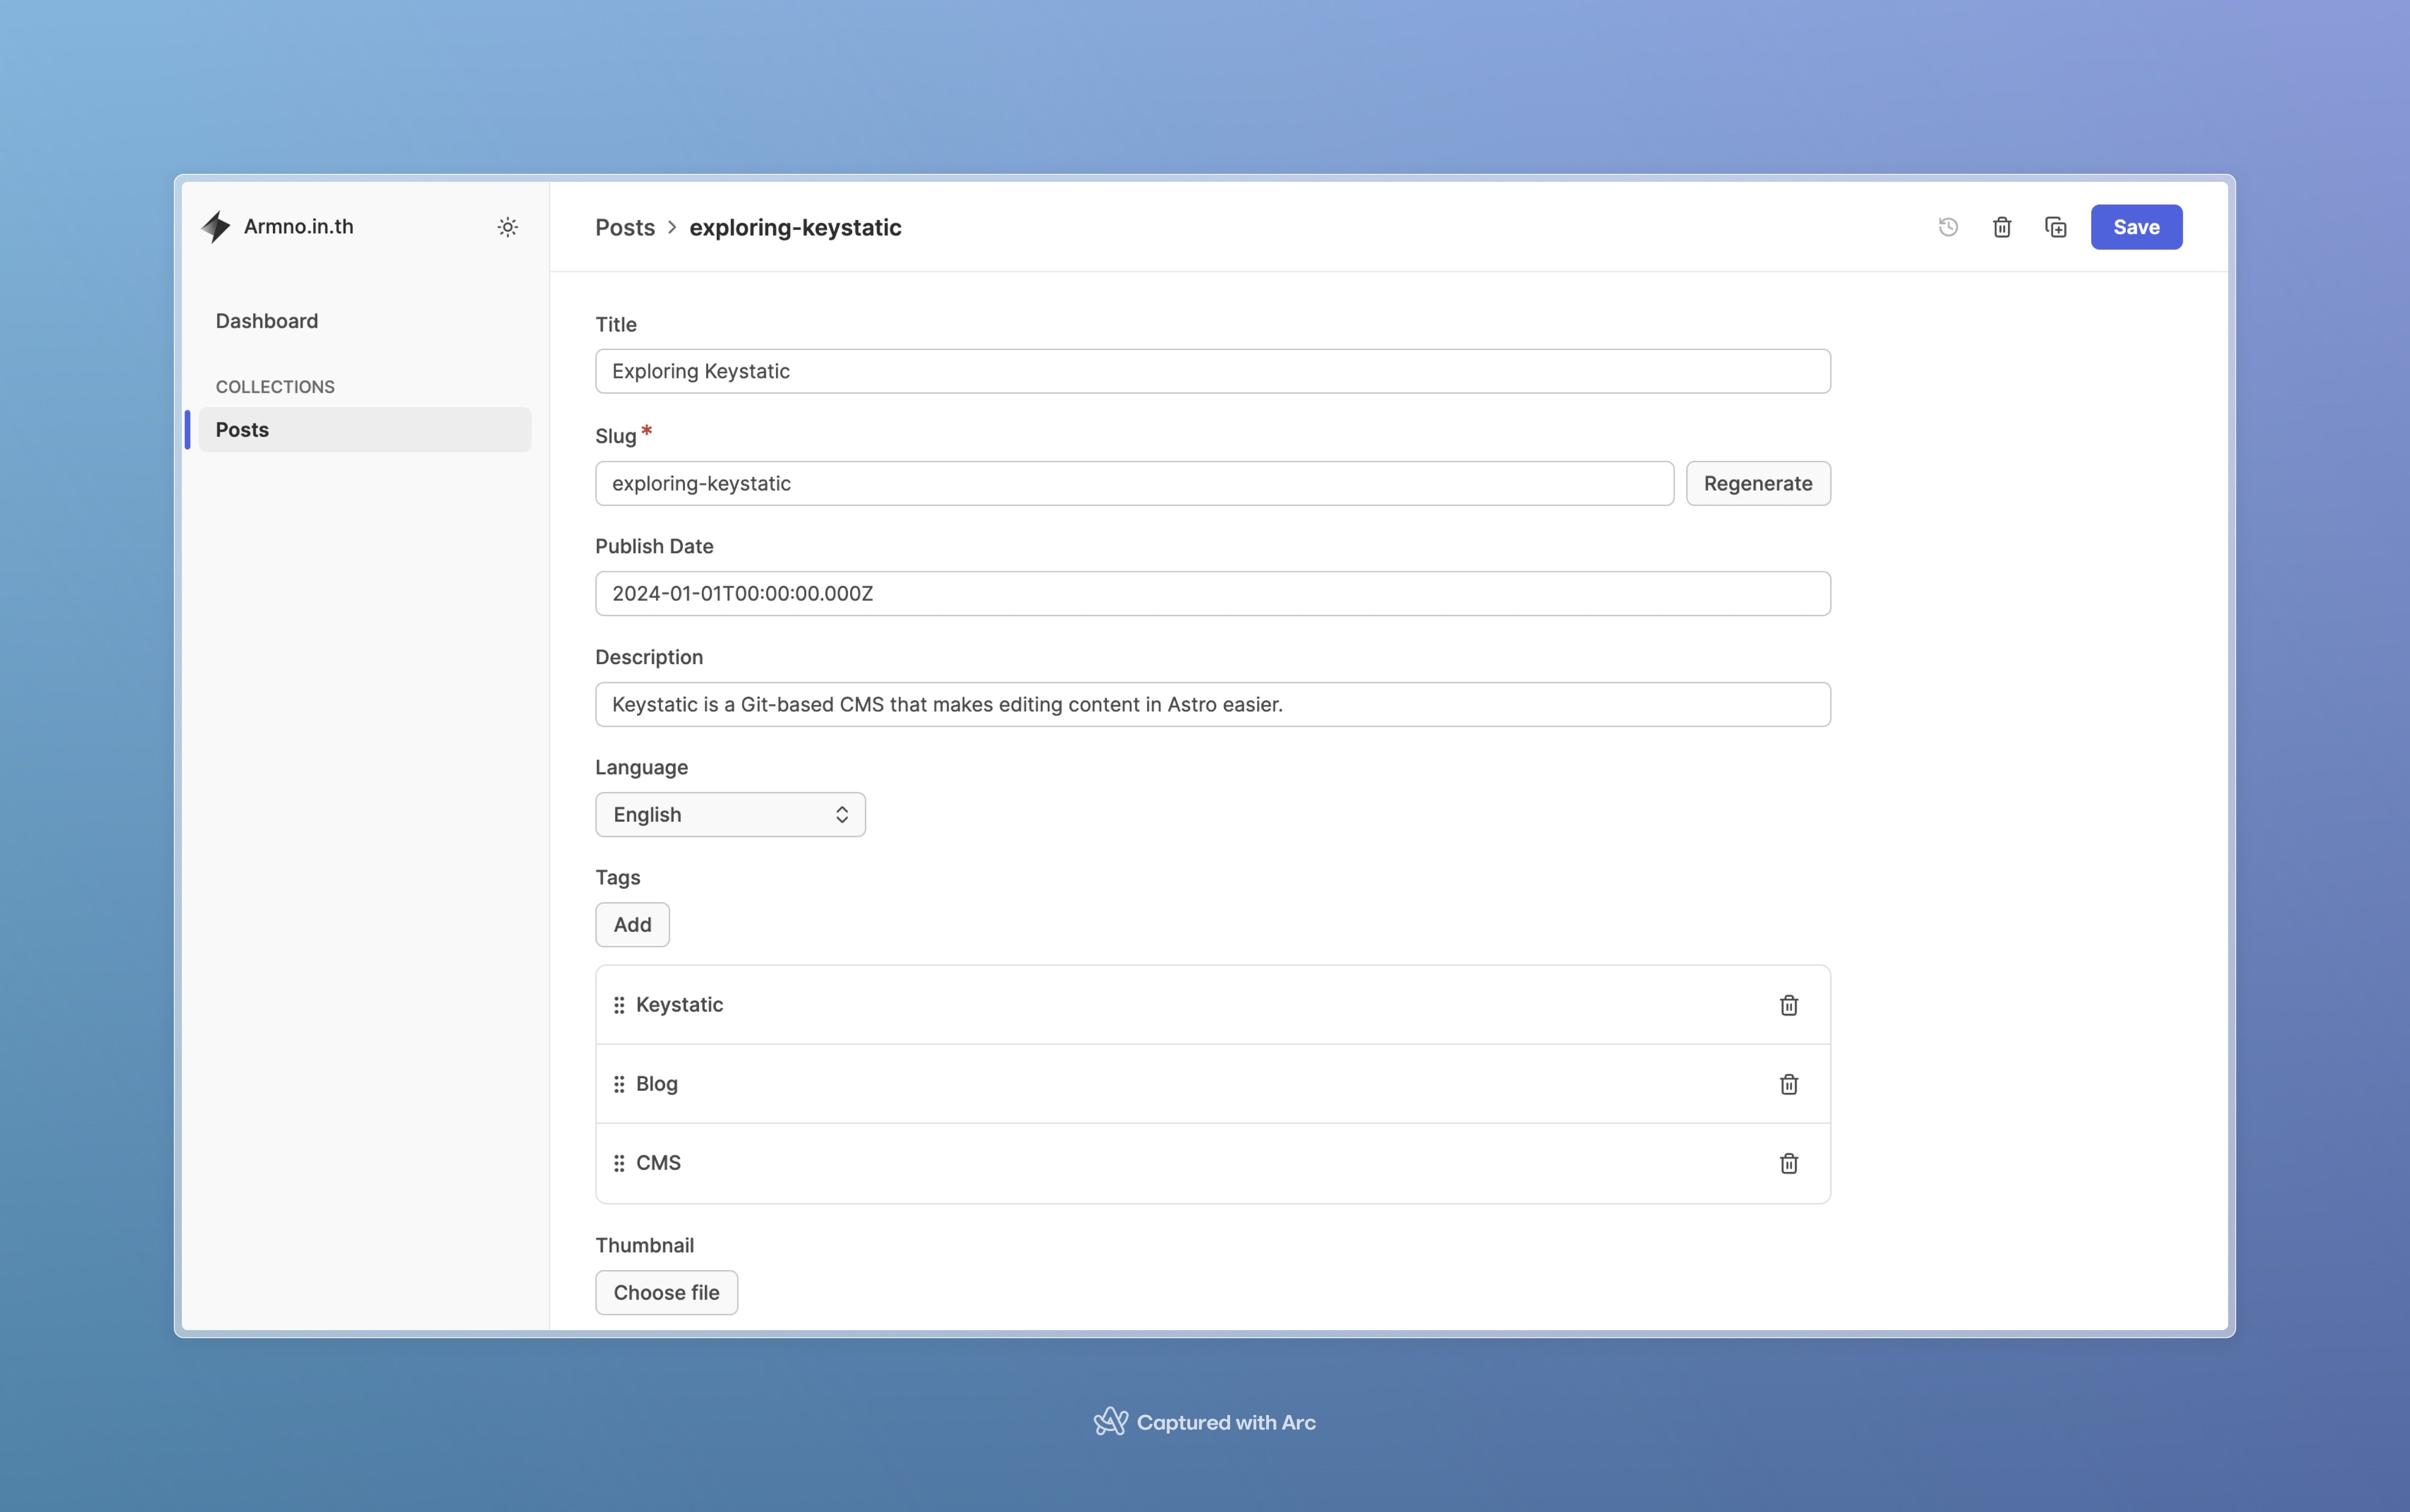 Armno.in.th
Dashboard
COLLECTIONS
Posts
Posts > exploring-keystatic
Save
Title
Exploring Keystatic
Slug *
exploring-keystatic
Regenerate
Publish Date
2024-01-01T00:00:00.000Z
Description
Keystatic is a Git-based CMS that makes editing content in Astro easier.
Language
English
Tags
Add
Keystatic
Blog
CMS
Thumbnail
Choose file
Captured with Arc